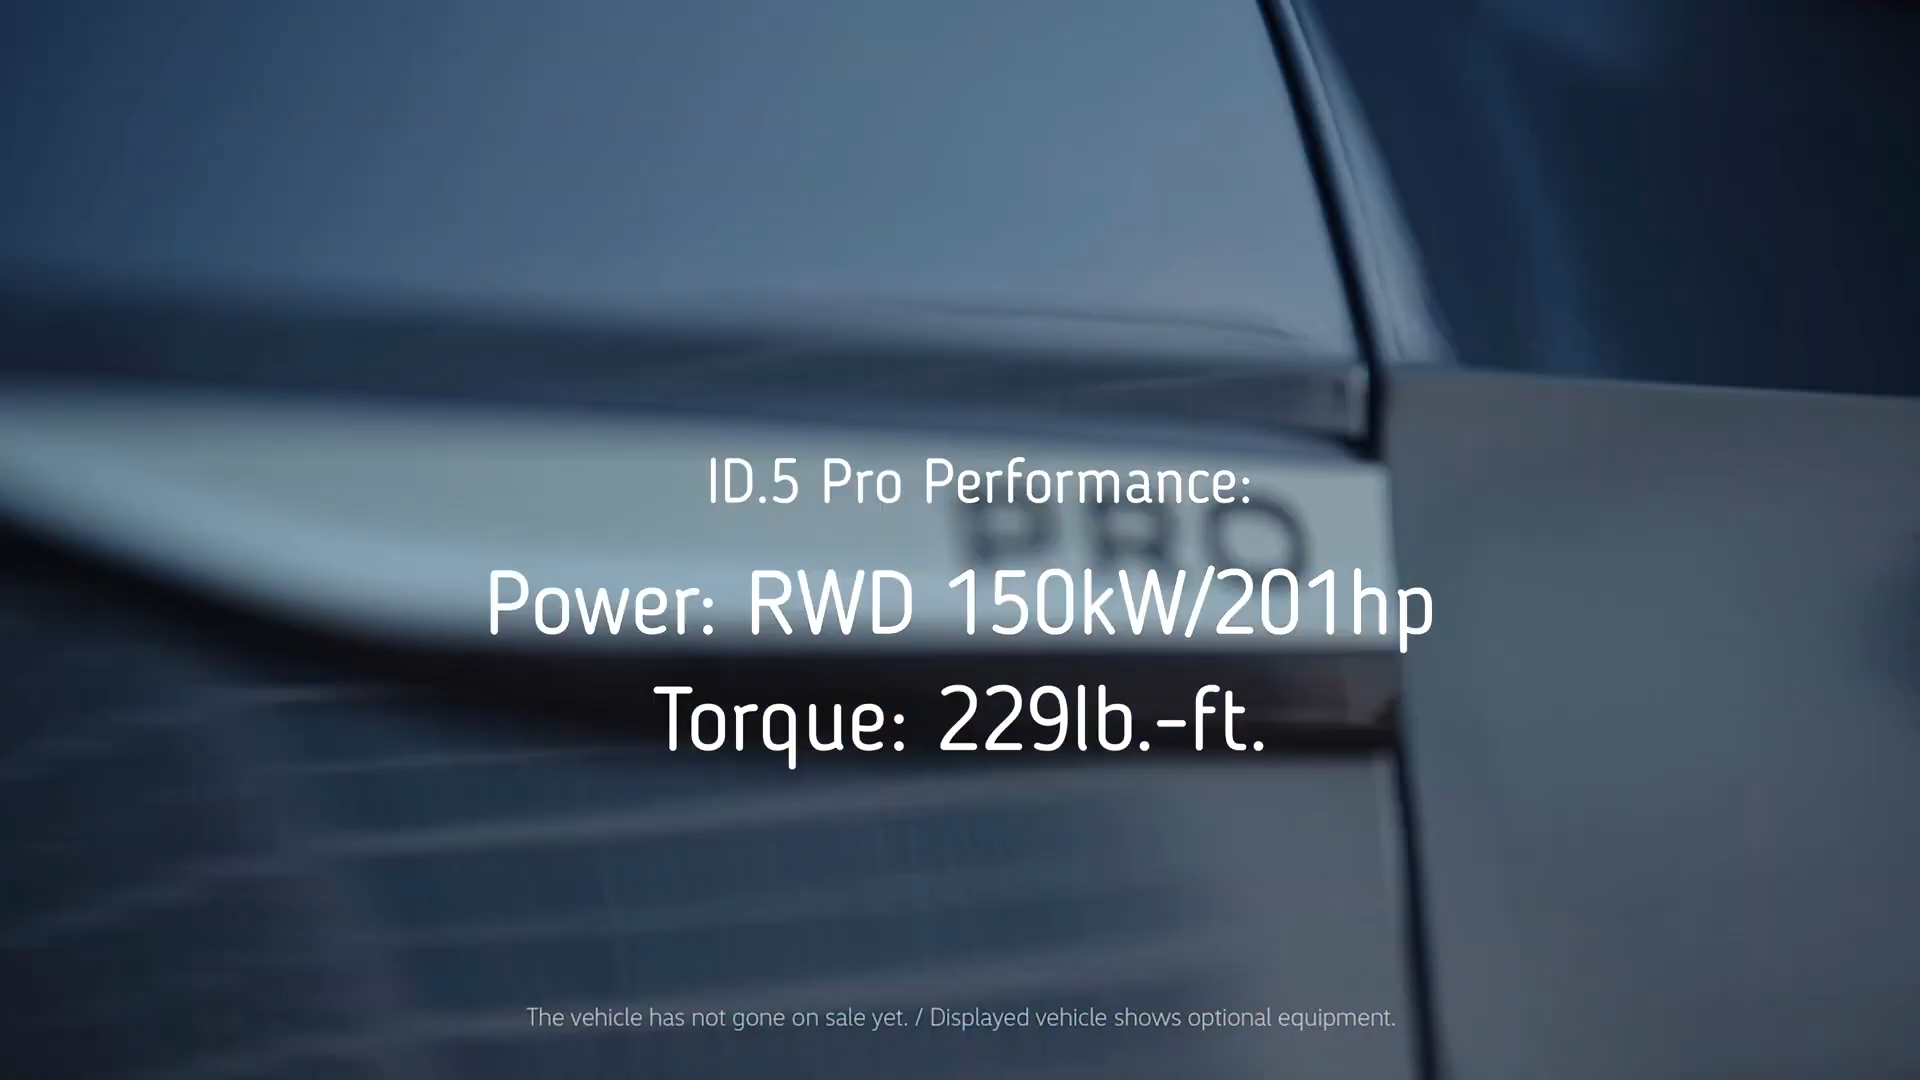 ID.5 Pro Performance:
PRO
Power: RWD 150kW/201hp
Torque: 229lb.-ft.
The vehicle has not gone on sale yet. / Displayed vehicle shows optional equipment.